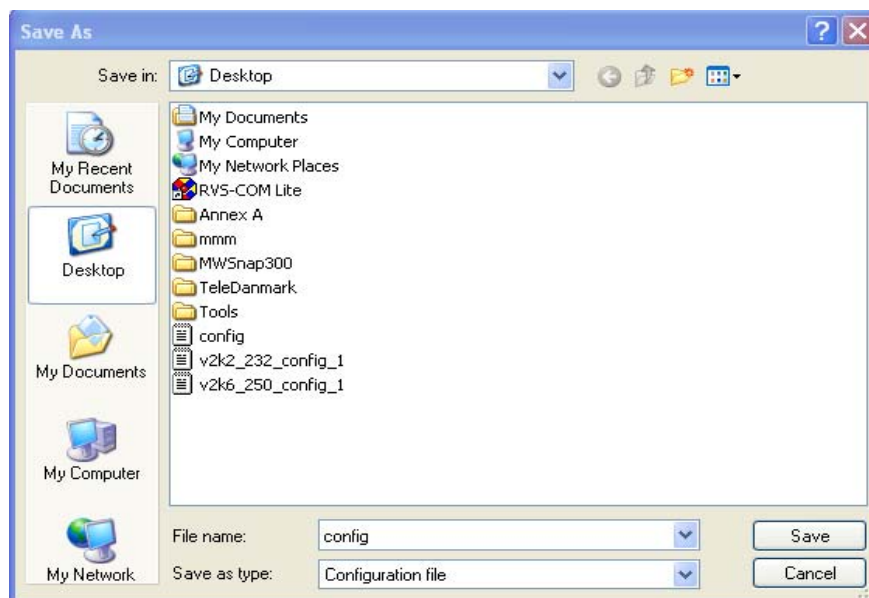 Save As
Save in:
Desktop
My Recent
Documents
Desktop
My Documents
My Computer
My Network
My Documents
My Computer
My Network Places
RVS-COM Lite
Annex A
mmm
MWSnap300
TeleDanmark
Tools
config
v2k2_232_config_1
v2k6_250_config_1
File name:
config
Save
Save as type:
Configuration file
Cancel